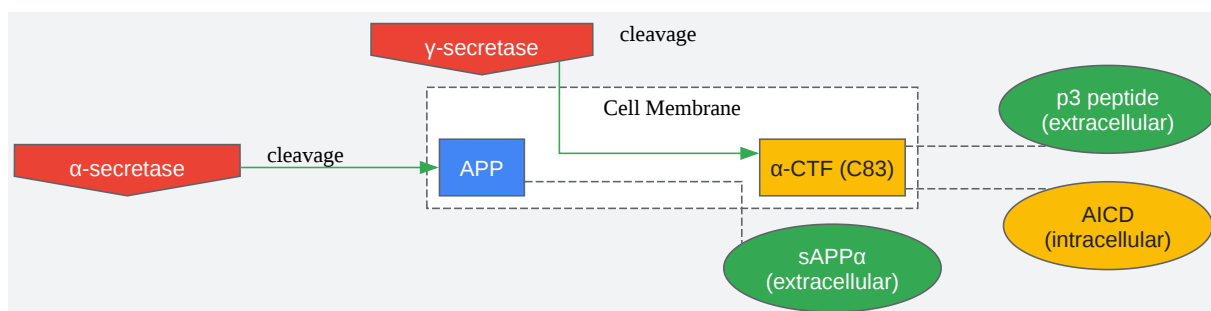 γ-secretase
cleavage
Cell Membrane
p3 peptide
(extracellular)
α-secretase
cleavage
APP
α-CTF (C83)
AICD
(intracellular)
sAPPα
(extracellular)